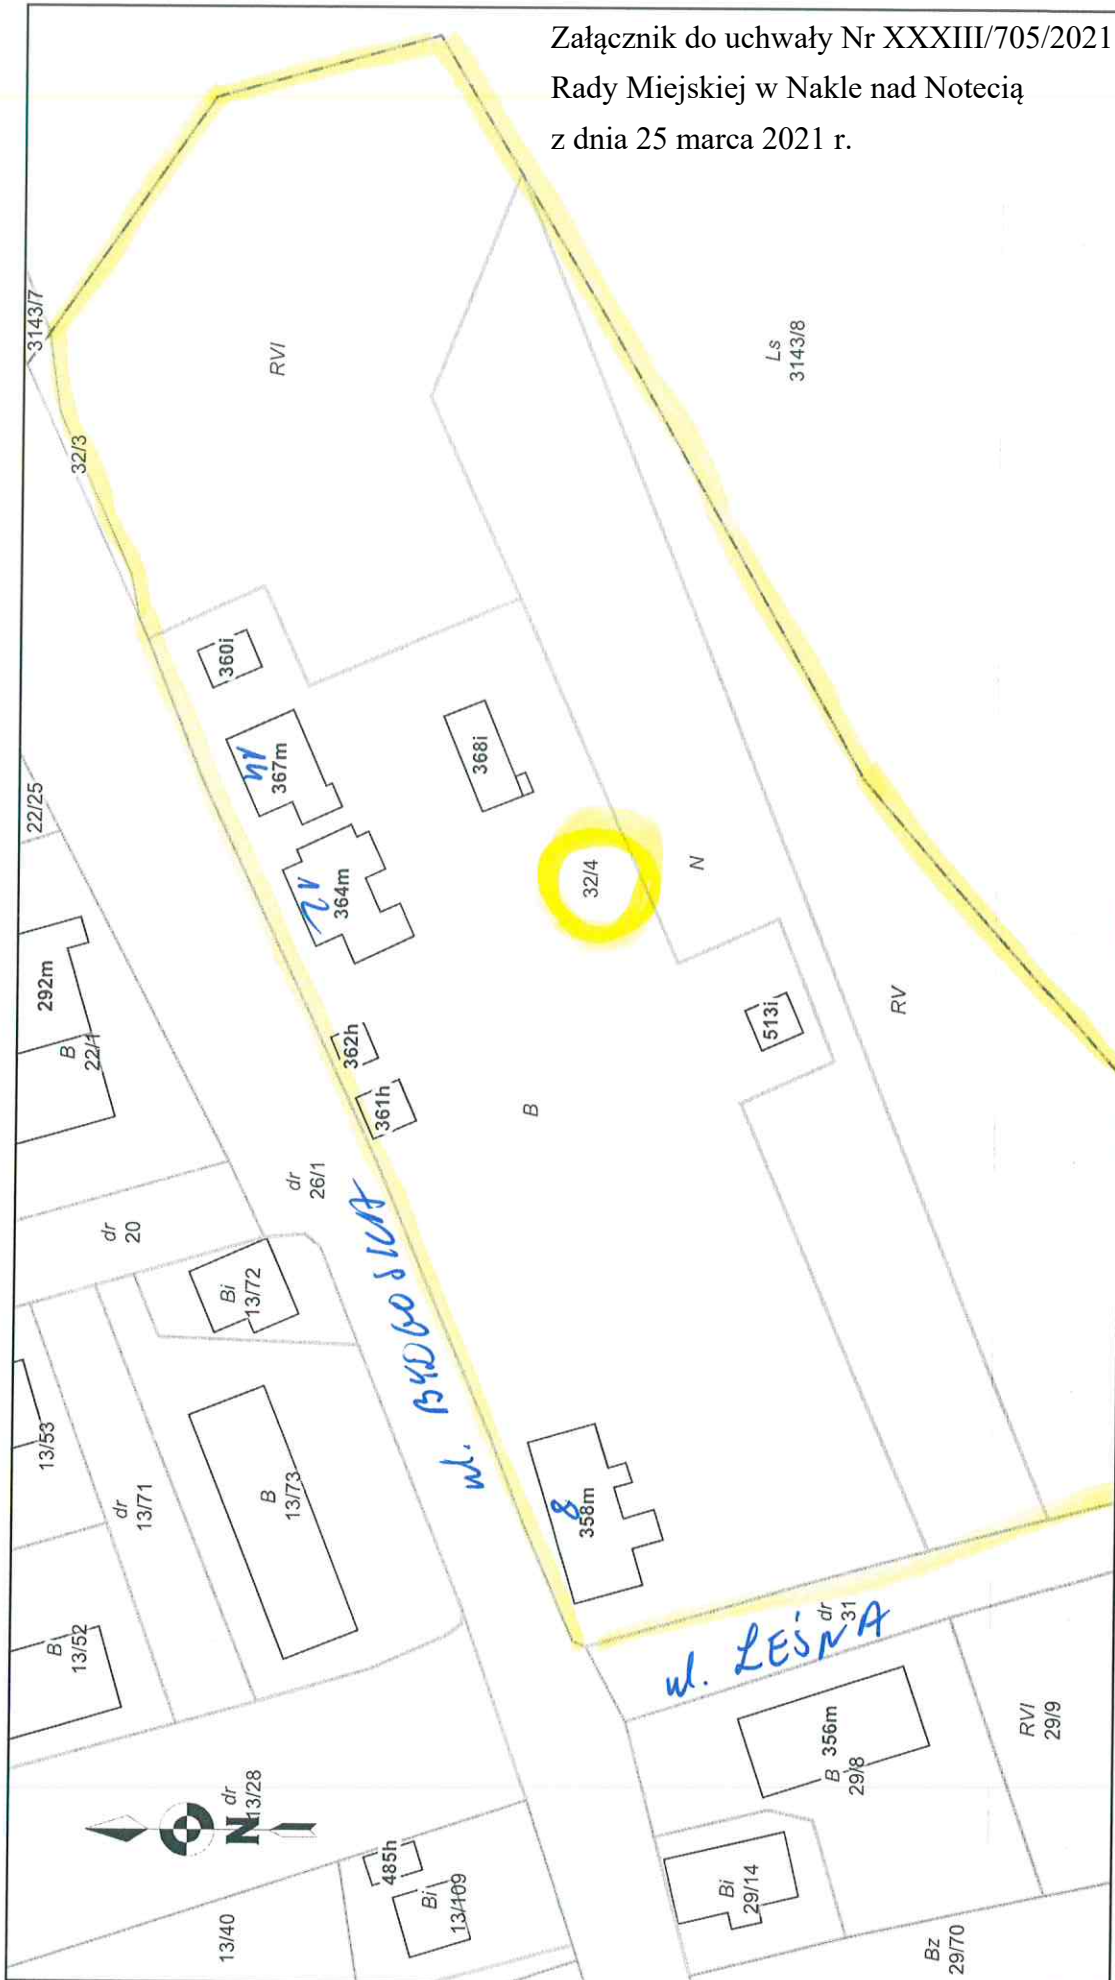 Załącznik do uchwały Nr XXXIII/705/2021
Rady Miejskiej w Nakle nad Notecią
z dnia 25 marca 2021 r.
3143/7
32/3
RVI
Ls
3143/8
360i
367m
368i
22/25
364m
32/4
N
292m
B
22/1
362h
361h
513i
RV
B
dr
26/1
dr
20
Bi
13/72
ul. BYDGOSKA
13/53
dr
13/71
B
13/73
8
358m
B
13/52
dr
31
ul. LEŚNA
356m
B
29/8
RVI
29/9
dr
13/28
N
485h
Bi
13/109
13/40
Bi
29/14
Bz
29/70